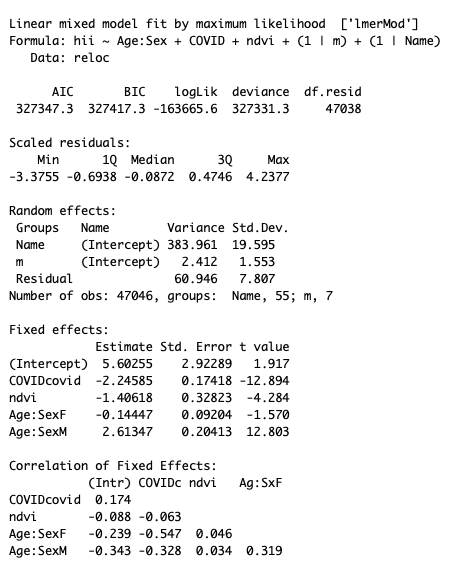 Linear mixed model fit by maximum likelihood  ['lmerMod']
Formula: hii ~ Age:Sex + COVID + ndvi + (1 | m) + (1 | Name)
   Data: reloc

     AIC      BIC   logLik deviance df.resid
327347.3 327417.3 -163665.6 327331.3    47038

Scaled residuals:
    Min      1Q  Median      3Q     Max
-3.3755 -0.6938 -0.0872  0.4746  4.2377

Random effects:
 Groups   Name        Variance Std.Dev.
 Name     (Intercept) 383.961  19.595
 m        (Intercept)   2.412   1.553
 Residual              60.946   7.807
Number of obs: 47046, groups:  Name, 55; m, 7

Fixed effects:
            Estimate Std. Error t value
(Intercept)  5.60255    2.92289   1.917
COVIDcovid  -2.24585    0.17418 -12.894
ndvi        -1.40618    0.32823  -4.284
Age:SexF    -0.14447    0.09204  -1.570
Age:SexM     2.61347    0.20413  12.803

Correlation of Fixed Effects:
           (Intr) COVIDc ndvi   Ag:SxF
COVIDcovid  0.174
ndvi       -0.088 -0.063
Age:SexF   -0.239 -0.547  0.046
Age:SexM   -0.343 -0.328  0.034  0.319